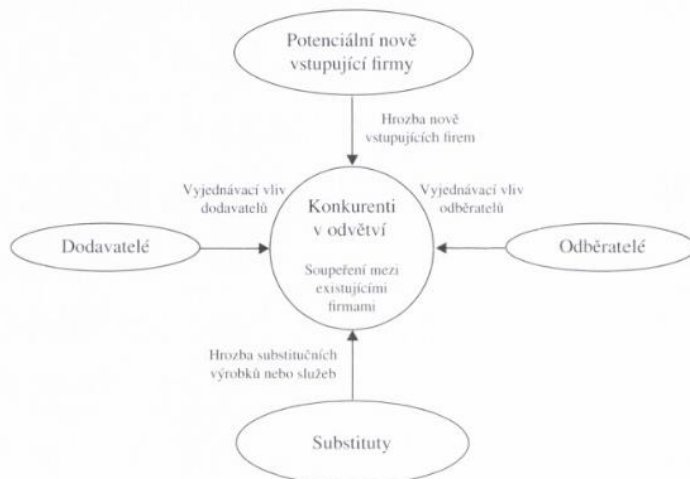 Potenciální nově
vstupující firmy
Hrozba nově
vstupujících firem
Vyjednávací vliv
dodavatelů
Vyjednávací vliv
odběratelů
Konkurenti
v odvětví
Dodavatelé
Odběratelé
Soupeření mezi
existujícími
firmami
Hrozba substitučních
výrobků nebo služeb
Substituty